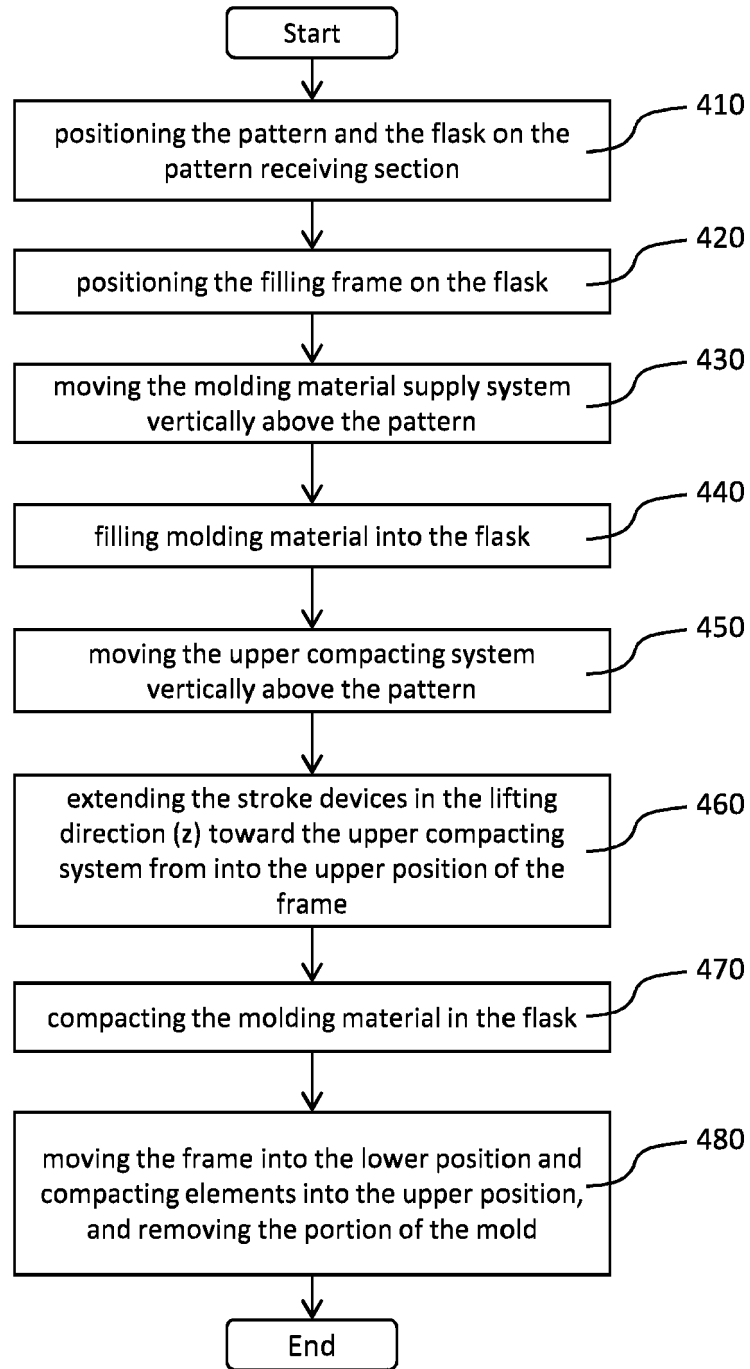 Start
410
positioning the pattern and the flask on the
pattern receiving section
420
positioning the filling frame on the flask
430
moving the molding material supply system
vertically above the pattern
440
filling molding material into the flask
450
moving the upper compacting system
vertically above the pattern
460
extending the stroke devices in the lifting
direction (z) toward the upper compacting
system from into the upper position of the
frame
470
compacting the molding material in the flask
480
moving the frame into the lower position and
compacting elements into the upper position,
and removing the portion of the mold
End